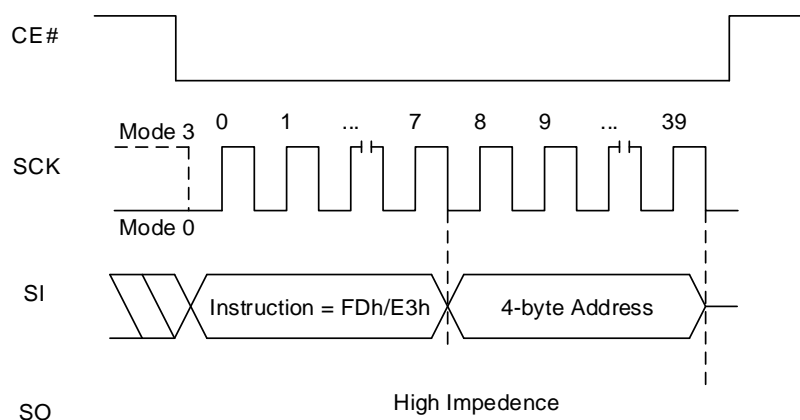 CE#
0 1 ... 7 8 9 ... 39
Mode 3
SCK
Mode 0
SI
Instruction = FDh/E3h
4-byte Address
High Impedence
SO